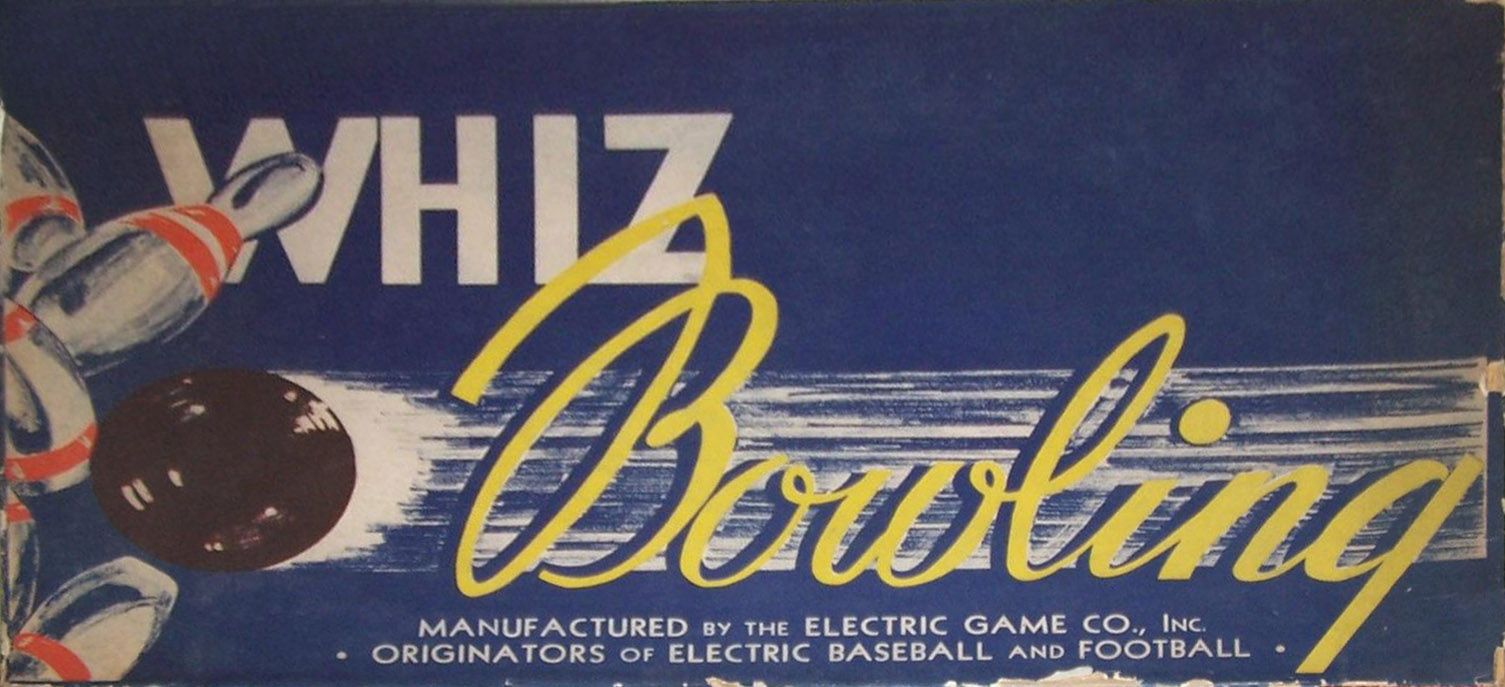 WHIZ
Bowling
MANUFACTURED BY THE ELECTRIC GAME CO., INC.
• ORIGINATORS OF ELECTRIC BASEBALL AND FOOTBALL •